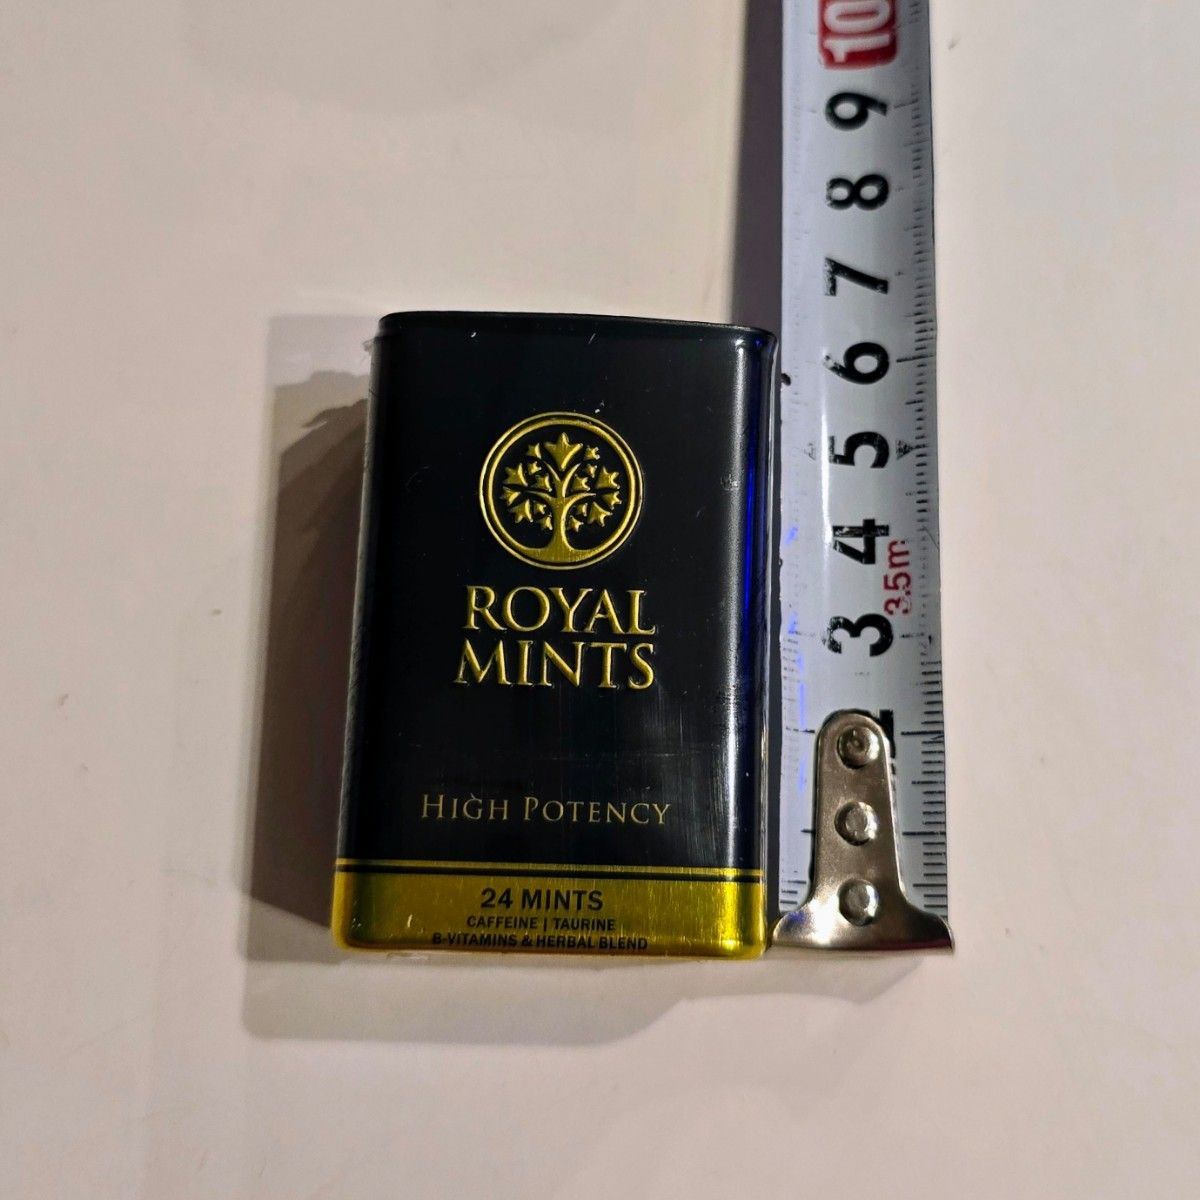 ROYAL
MINTS
HIGH POTENCY
24 MINTS
CAFFEINE | TAURINE
B-VITAMINS & HERBAL BLEND
10
9
8
7
6
5
4
3.5m
3